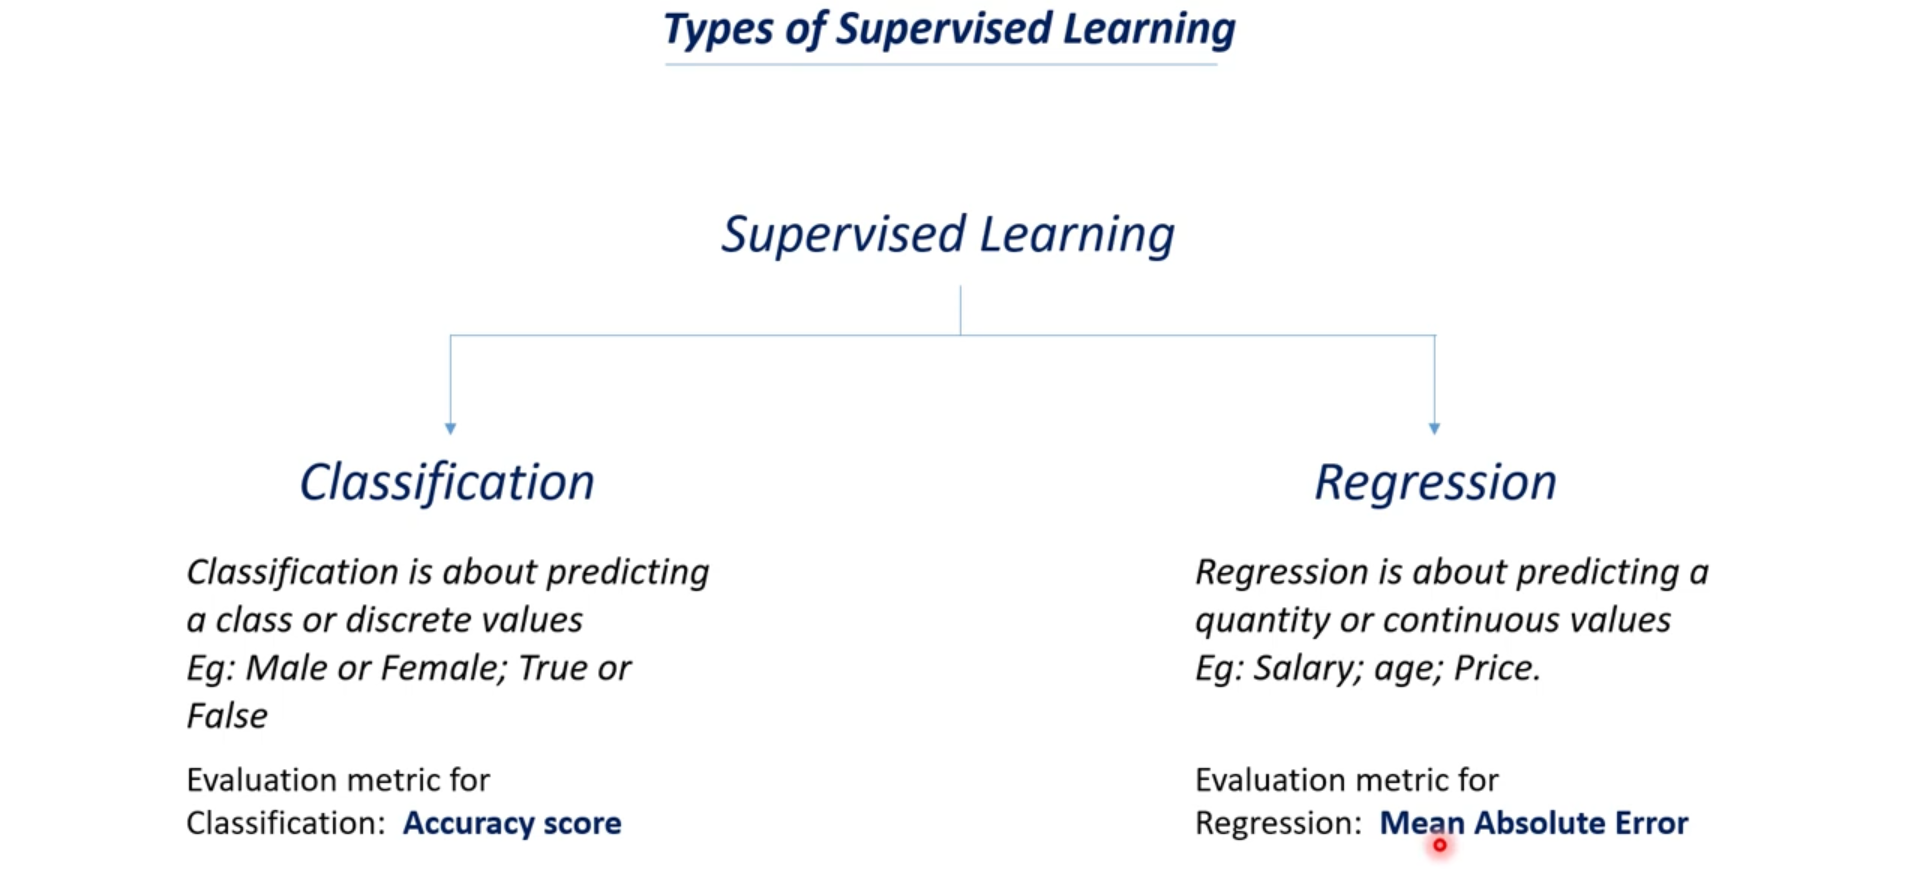 Types of Supervised Learning
Supervised Learning
Classification
Classification is about predicting
a class or discrete values
Eg: Male or Female; True or
False
Evaluation metric for
Classification: Accuracy score
Regression
Regression is about predicting a
quantity or continuous values
Eg: Salary; age; Price.
Evaluation metric for
Regression: Mean Absolute Error